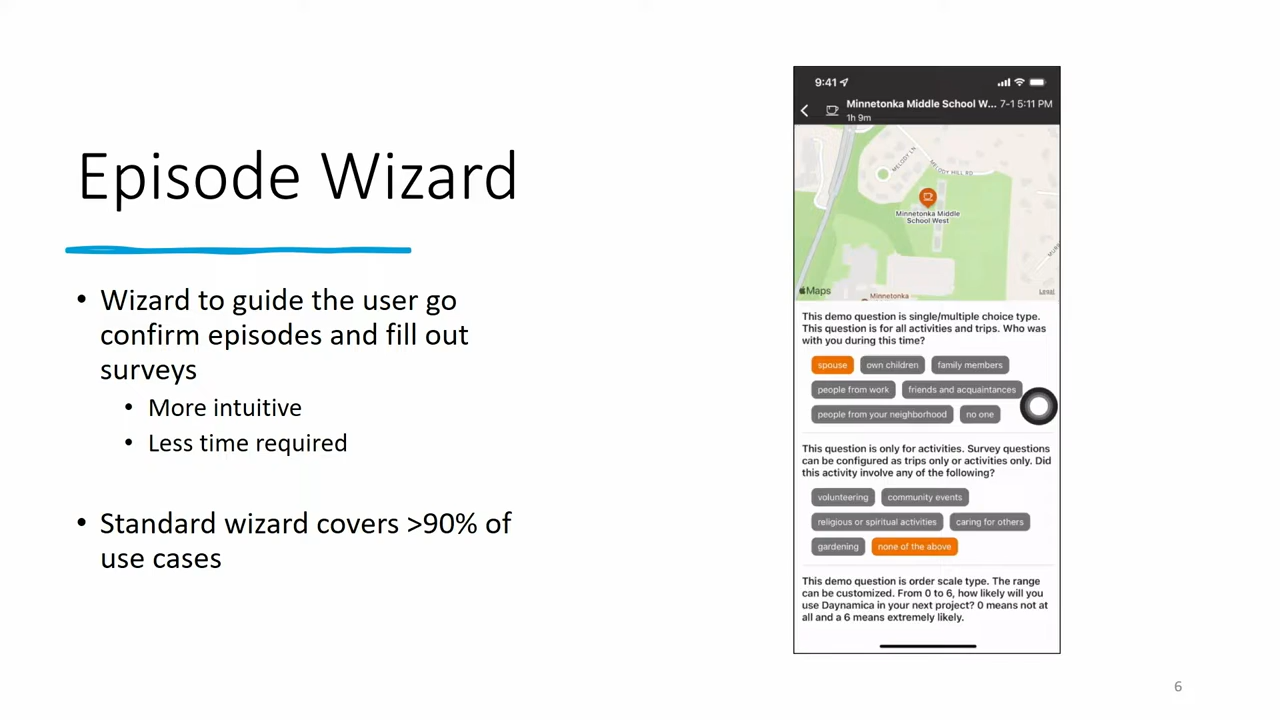 Episode Wizard
• Wizard to guide the user go
confirm episodes and fill out
surveys
• More intuitive
• Less time required
• Standard wizard covers >90% of
use cases
9:41
Minnetonka Middle School W... 7-1 5:11 PM
1h 9m
MELODY LN
MELODY HILL RD
Minnetonka Middle
School West
Maps
Minnetonka
Legal
This demo question is single/multiple choice type.
This question is for all activities and trips. Who was
with you during this time?
spouse own children family members
people from work friends and acquaintances
people from your neighborhood no one
This question is only for activities. Survey questions
can be configured as trips only or activities only. Did
this activity involve any of the following?
volunteering community events
religious or spiritual activities caring for others
gardening none of the above
This demo question is order scale type. The range
can be customized. From 0 to 6, how likely will you
use Daynamica in your next project? 0 means not at
all and a 6 means extremely likely.
6